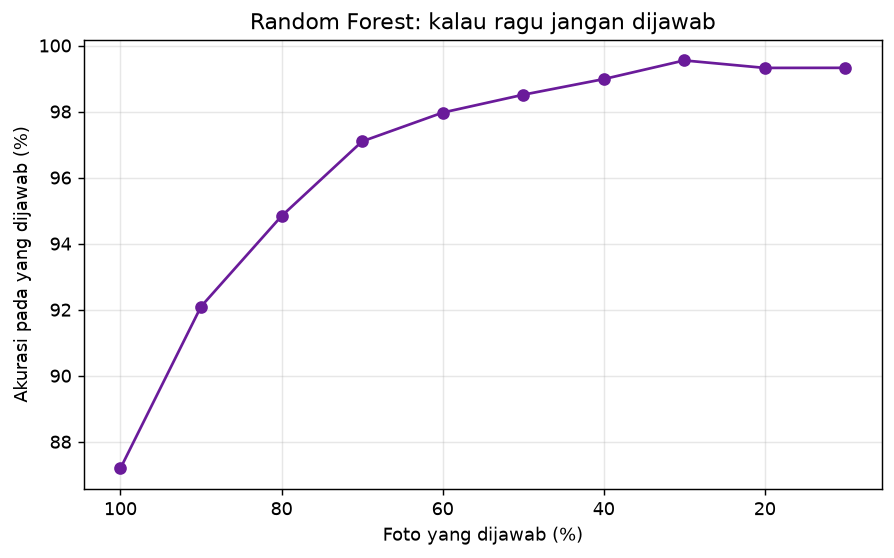 Random Forest: kalau ragu jangan dijawab
Akurasi pada yang dijawab (%)
100
98
96
94
92
90
88
100 80 60 40 20
Foto yang dijawab (%)